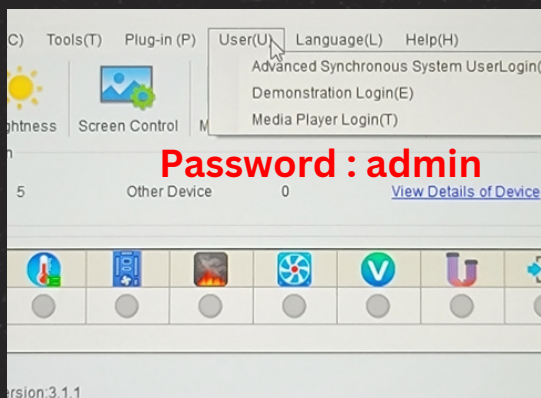 C) Tools(T) Plug-in (P) User(U) Language(L) Help(H)
Advanced Synchronous System UserLogin(
Demonstration Login(E)
Media Player Login(T)
ghtness Screen Control M
Password : admin
5 Other Device 0 View Details of Device
V
ersion:3.1.1